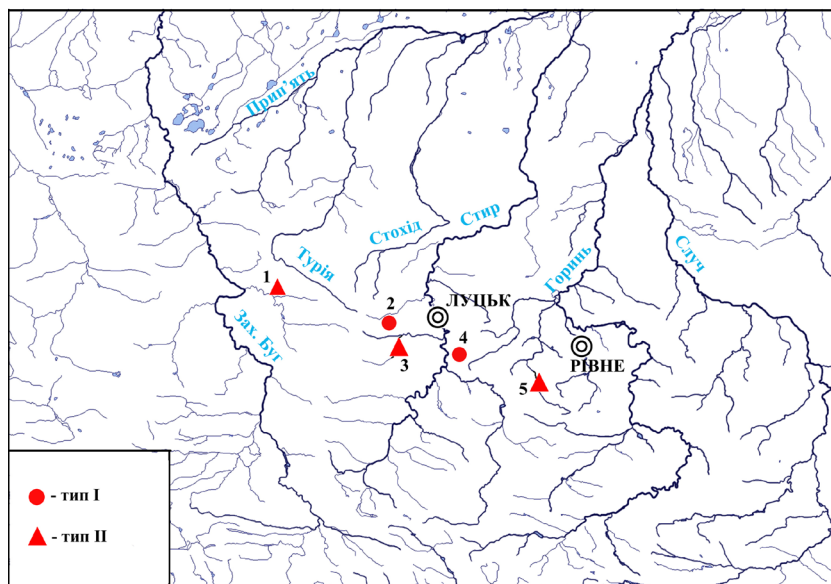 Прип'ять
Стохід
Стир
Турія
Горинь
Случ
1
Зах. Буг
2
ЛУЦЬК
3
4
РІВНЕ
5
- тип I
- тип II